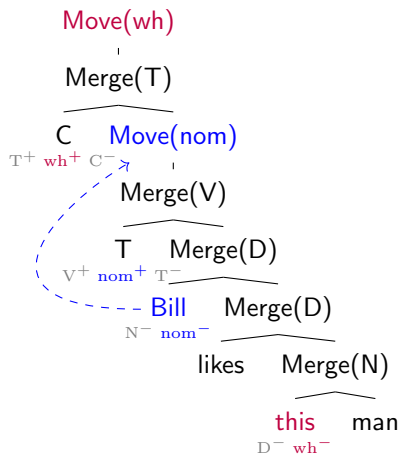 Move(wh)
Merge(T)
C Move(nom)
T⁺ wh⁺ C⁻
Merge(V)
T Merge(D)
V⁺ nom⁺ T⁻
Bill Merge(D)
N⁻ nom⁻
likes Merge(N)
this man
D⁻ wh⁻